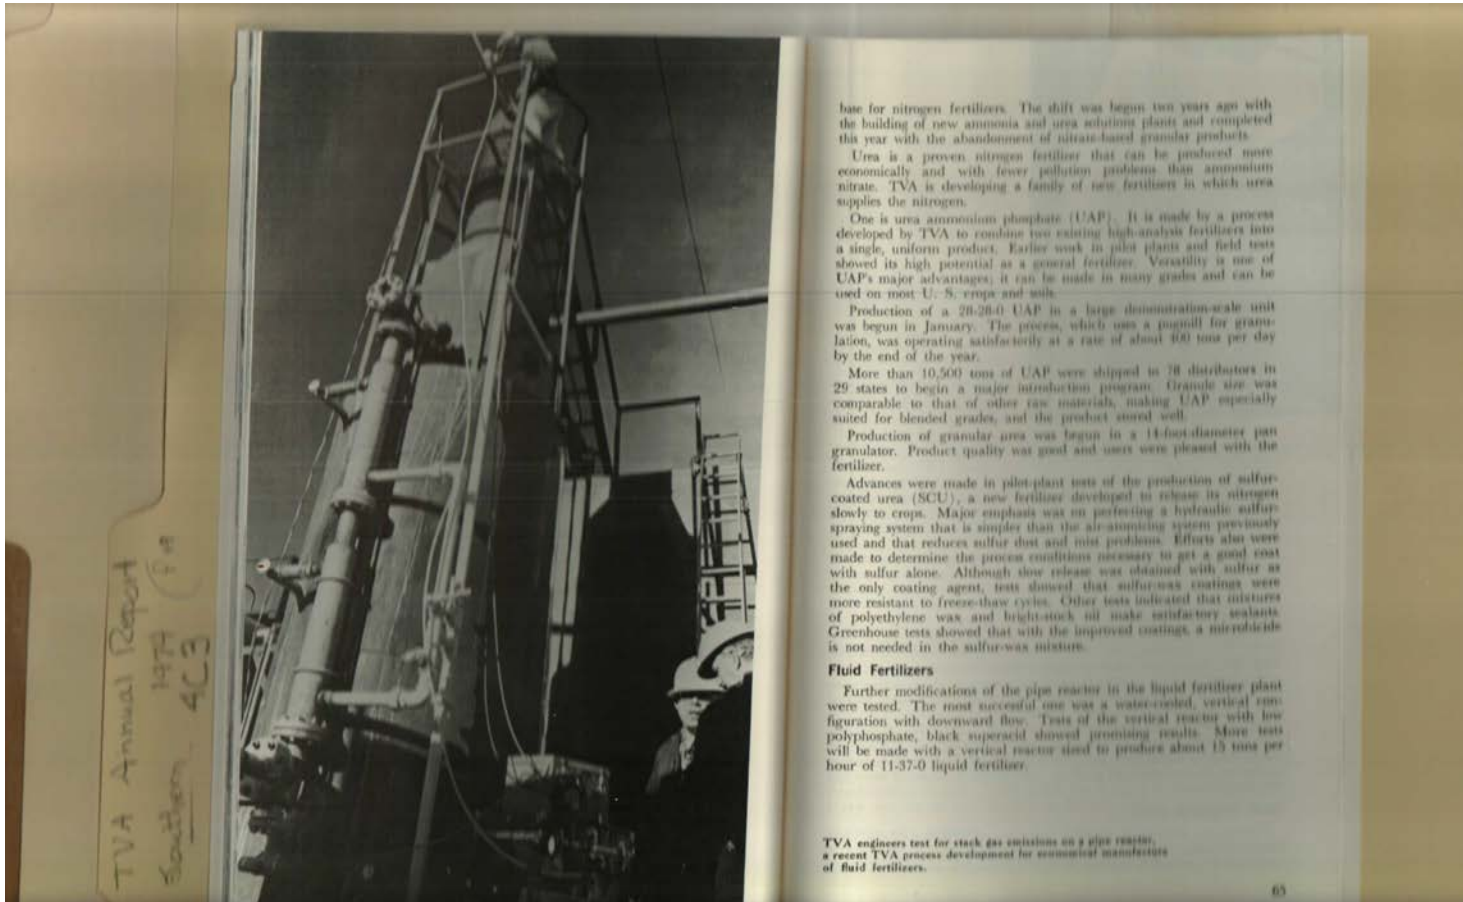 TVA Annual Report
1974
4C3
base for nitrogen fertilizers. The shift was begun two years ago with
the building of new ammonia and urea solutions plants and completed
this year with the abandonment of nitrate-based granular products.
Urea is a proven nitrogen fertilizer that can be produced more
economically and with fewer pollution problems than ammonium
nitrate. TVA is developing a family of new fertilizers in which urea
supplies the nitrogen.
One is urea ammonium phosphate (UAP). It is made by a process
developed by TVA to combine two existing high-analysis fertilizers into
a single, uniform product. Earlier work in pilot plants and field tests
showed its high potential as a general fertilizer. Versatility is one of
UAP's major advantages; it can be made in many grades and can be
used on most U. S. crops and soils.
Production of a 28-28-0 UAP in a large demonstration-scale unit
was begun in January. The process, which uses a pugmill for granu-
lation, was operating satisfactorily at a rate of about 400 tons per day
by the end of the year.
More than 10,500 tons of UAP were shipped to 78 distributors in
29 states to begin a major introduction program. Granule size was
comparable to that of other raw materials, making UAP especially
suited for blended grades, and the product stored well.
Production of granular urea was begun in a 14-foot-diameter pan
granulator. Product quality was good and users were pleased with the
fertilizer.
Advances were made in pilot-plant tests of the production of sulfur-
coated urea (SCU), a new fertilizer developed to release its nitrogen
slowly to crops. Major emphasis was on perfecting a hydraulic sulfur-
spraying system that is simpler than the air-atomizing system previously
used and that reduces sulfur dust and mist problems. Efforts also were
made to determine the process conditions necessary to get a good coat
with sulfur alone. Although slow release was obtained with sulfur as
the only coating agent, tests showed that sulfur-wax coatings were
more resistant to freeze-thaw cycles. Other tests indicated that mixtures
of polyethylene wax and bright-stock oil make satisfactory sealants.
Greenhouse tests showed that with the improved coatings, a microbicide
is not needed in the sulfur-wax mixture.
Fluid Fertilizers
Further modifications of the pipe reactor in the liquid fertilizer plant
were tested. The most successful one was a water-cooled, vertical con-
figuration with downward flow. Tests of the vertical reactor with low
polyphosphate, black superacid showed promising results. More tests
will be made with a vertical reactor sized to produce about 15 tons per
hour of 11-37-0 liquid fertilizer.
TVA engineers test for stack gas emissions on a pipe reactor,
a recent TVA process development for economical manufacture
of fluid fertilizers.
65